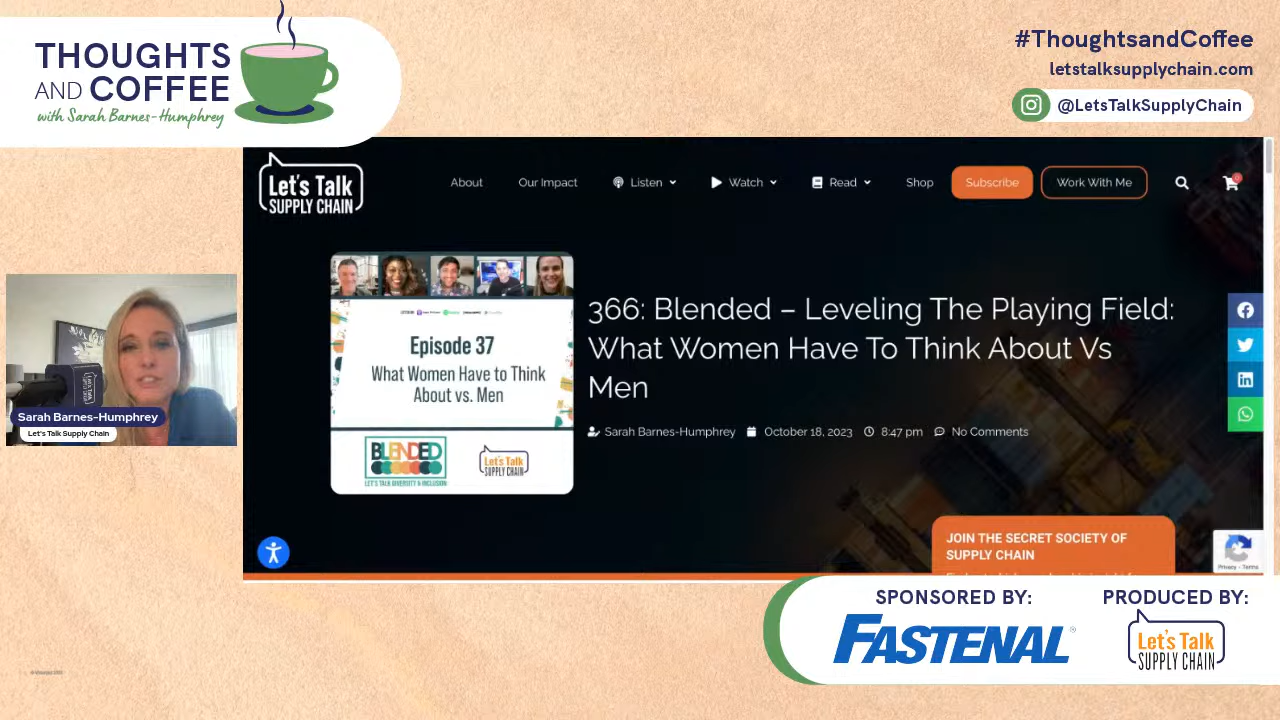 THOUGHTS
AND COFFEE
with Sarah Barnes-Humphrey
#ThoughtsandCoffee
letstalksupplychain.com
@LetsTalkSupplyChain
Let's Talk
SUPPLY CHAIN
About
Our Impact
Listen
Watch
Read
Shop
Subscribe
Work With Me
0
Episode 37
What Women Have to Think
About vs. Men
BLENDED
LET'S TALK DIVERSITY & INCLUSION
Let's Talk
SUPPLY CHAIN
366: Blended – Leveling The Playing Field:
What Women Have To Think About Vs
Men
Sarah Barnes-Humphrey
October 18, 2023
8:47 pm
No Comments
Sarah Barnes-Humphrey
Let's Talk Supply Chain
JOIN THE SECRET SOCIETY OF
SUPPLY CHAIN
Privacy - Terms
SPONSORED BY:
FASTENAL
PRODUCED BY:
Let's Talk
SUPPLY CHAIN